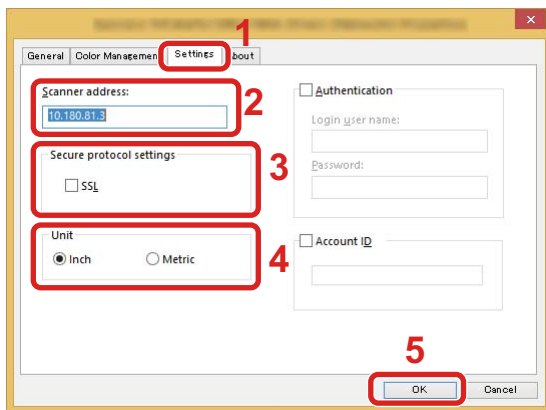 1
General Color Managemen Settings bout
Scanner address:
2
10.180.81.3
Secure protocol settings
3
SSL
Unit
4
Inch Metric
Authentication
Login user name:
Password:
Account ID
5
OK Cancel